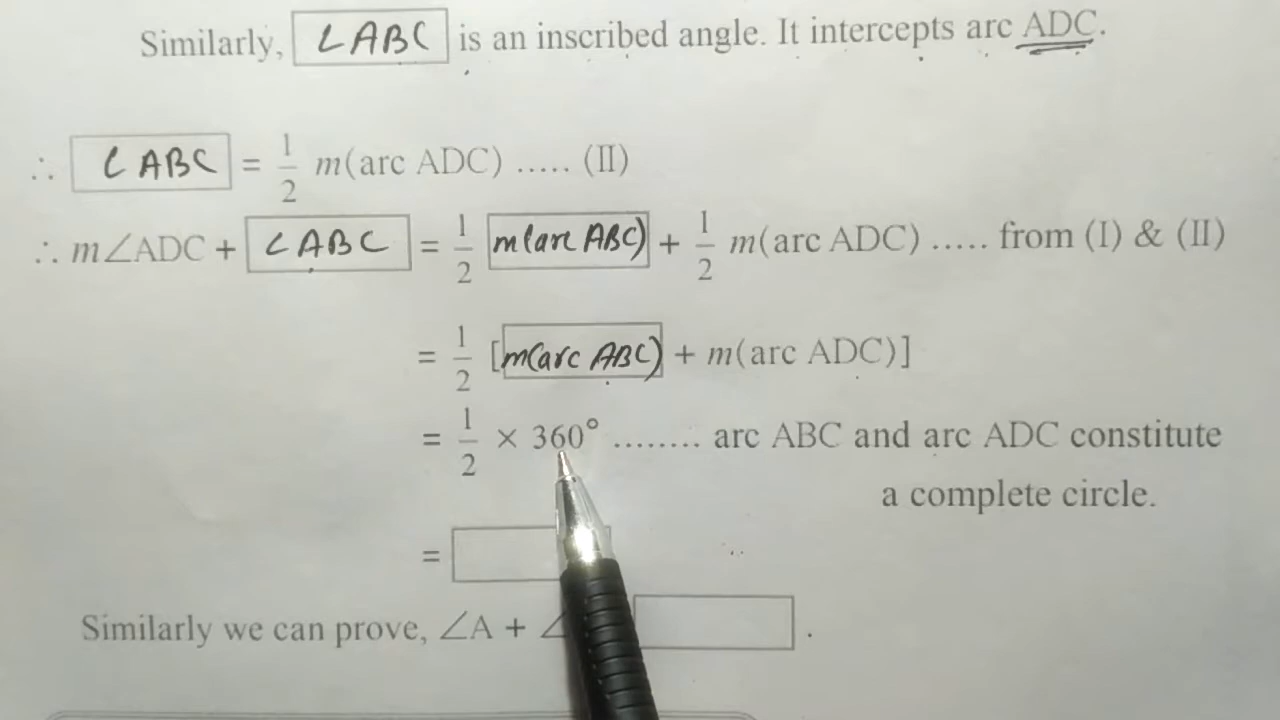 Similarly, ∠ABC is an inscribed angle. It intercepts arc ADC.
∴ ∠ABC = 1/2 m(arc ADC) ..... (II)
∴ m∠ADC + ∠ABC = 1/2 m(arc ABC) + 1/2 m(arc ADC) ..... from (I) & (II)
= 1/2 [m(arc ABC) + m(arc ADC)]
= 1/2 × 360° ........ arc ABC and arc ADC constitute
a complete circle.
=
Similarly we can prove, ∠A + ∠ .